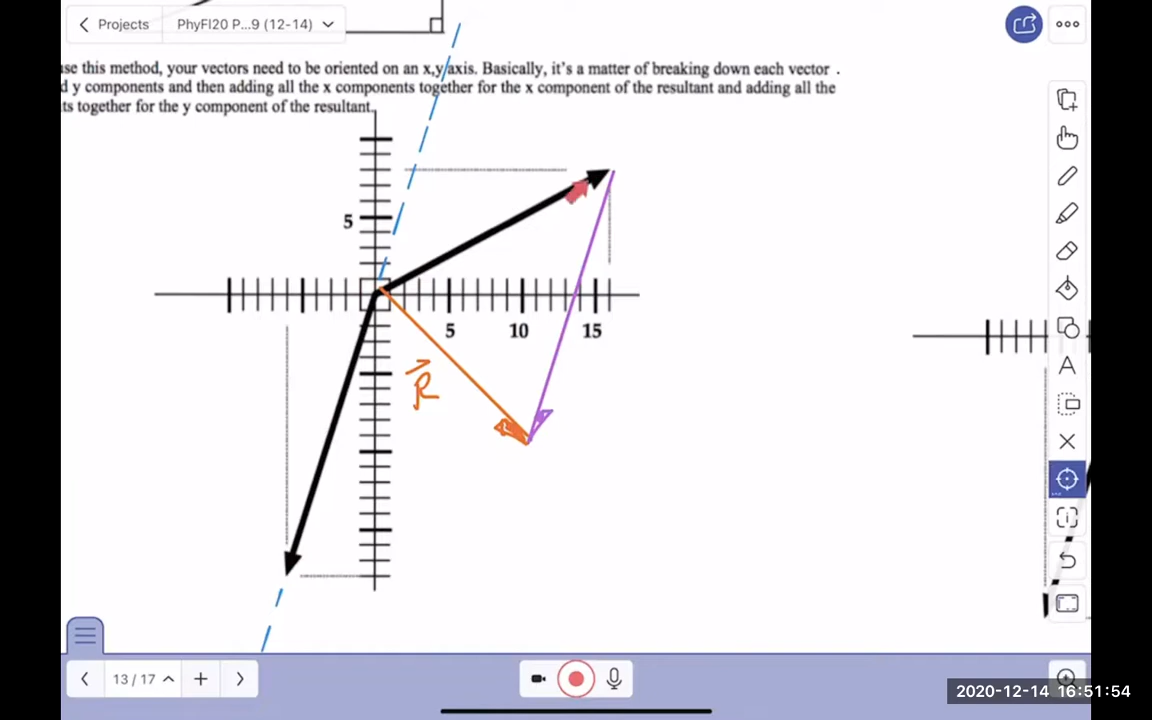 Projects
PhyFl20 P...9 (12-14)
use this method, your vectors need to be oriented on an x,y axis. Basically, it's a matter of breaking down each vector .
d y components and then adding all the x components together for the x component of the resultant and adding all the
ts together for the y component of the resultant.
5
5 10 15
R
13 / 17
2020-12-14 16:51:54